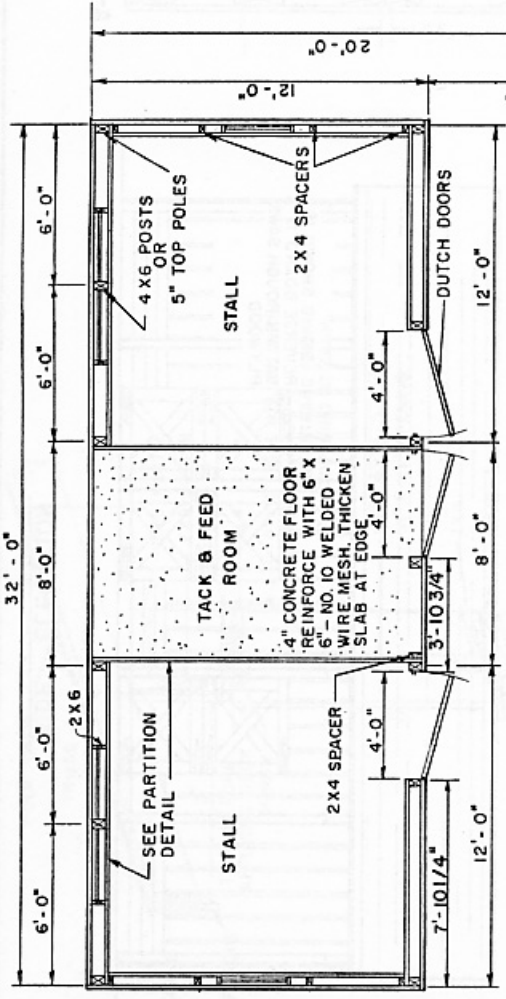 32'-0"
6'-0"
6'-0"
8'-0"
6'-0"
6'-0"
2X6
20'-0"
12'-0"
SEE PARTITION
DETAIL
STALL
2X4 SPACER
4'-0"
TACK & FEED
ROOM
4" CONCRETE FLOOR
REINFORCE WITH 6" X
6" - NO. 10 WELDED
WIRE MESH. THICKEN
SLAB AT EDGE
4'-0"
3'-10 3/4"
4 X 6 POSTS
OR
5" TOP POLES
STALL
2X4 SPACERS
4'-0"
DUTCH DOORS
7'-10 1/4"
12'-0"
8'-0"
12'-0"